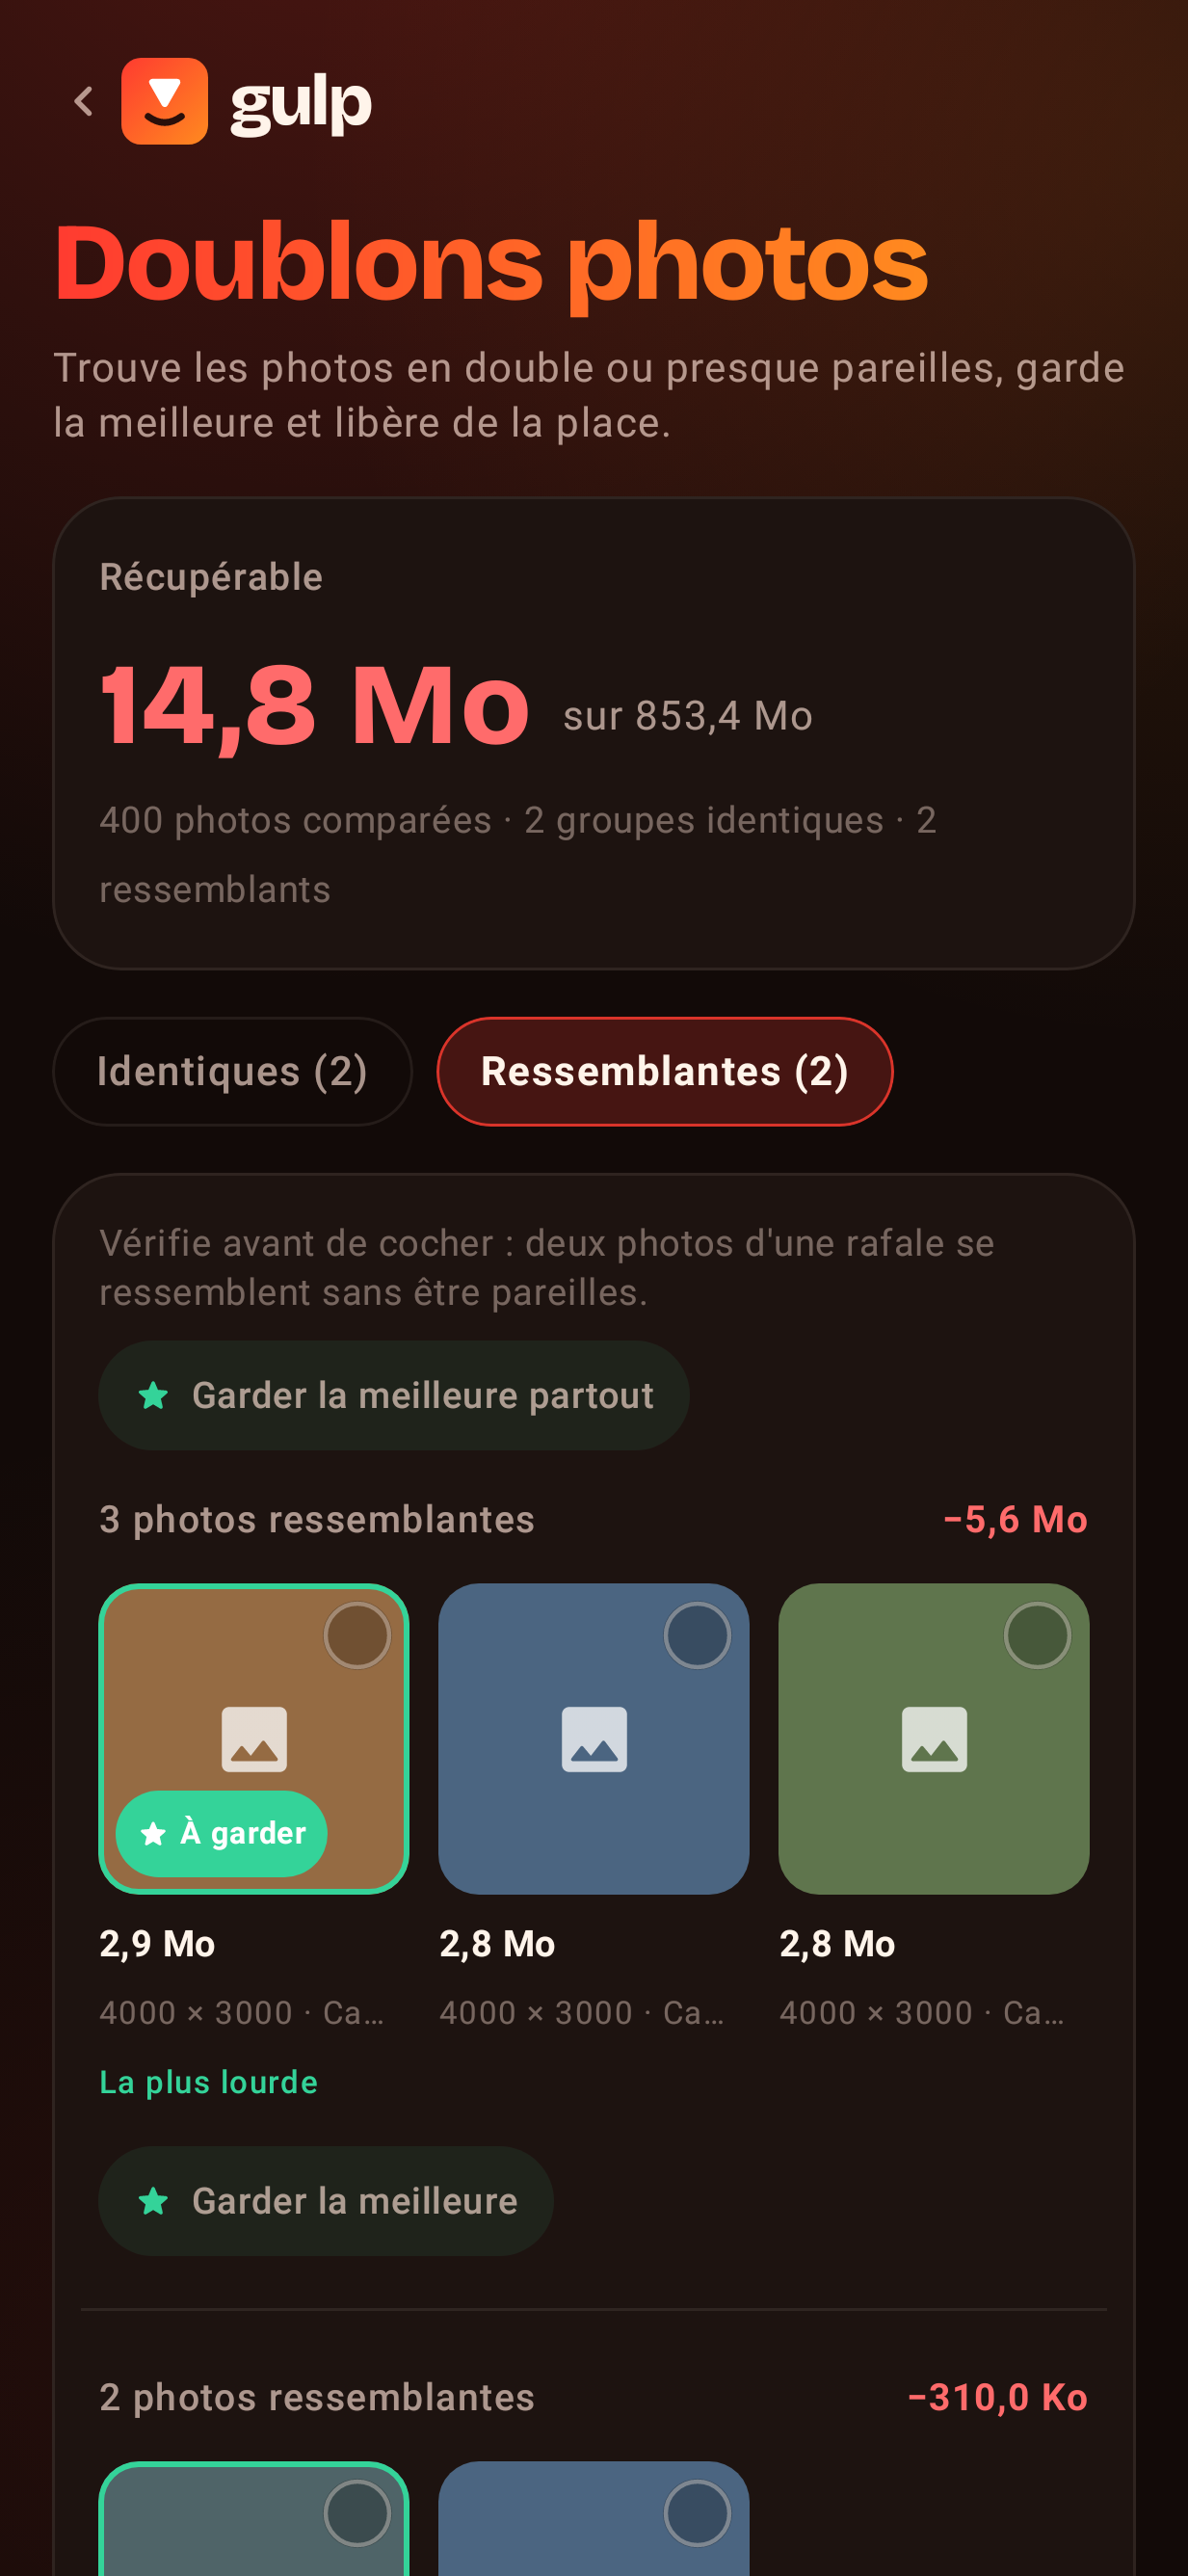 gulp
Doublons photos
Trouve les photos en double ou presque pareilles, garde
la meilleure et libère de la place.
Récupérable
14,8 Mo sur 853,4 Mo
400 photos comparées · 2 groupes identiques · 2
ressemblants
Identiques (2) Ressemblantes (2)
Vérifie avant de cocher : deux photos d'une rafale se
ressemblent sans être pareilles.
Garder la meilleure partout
3 photos ressemblantes −5,6 Mo
À garder
2,9 Mo 2,8 Mo 2,8 Mo
4000 × 3000 · Ca… 4000 × 3000 · Ca… 4000 × 3000 · Ca…
La plus lourde
Garder la meilleure
2 photos ressemblantes −310,0 Ko